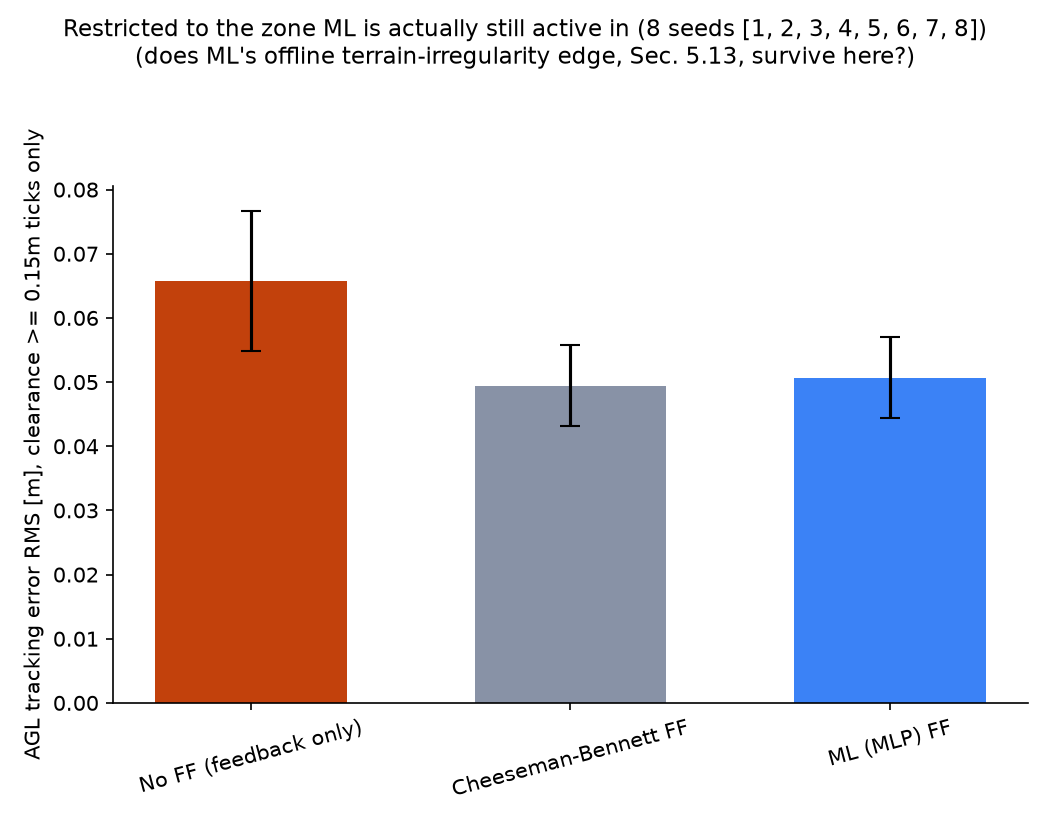 Restricted to the zone ML is actually still active in (8 seeds [1, 2, 3, 4, 5, 6, 7, 8])
(does ML's offline terrain-irregularity edge, Sec. 5.13, survive here?)
AGL tracking error RMS [m], clearance >= 0.15m ticks only
0.08
0.07
0.06
0.05
0.04
0.03
0.02
0.01
0.00
No FF (feedback only)
Cheeseman-Bennett FF
ML (MLP) FF